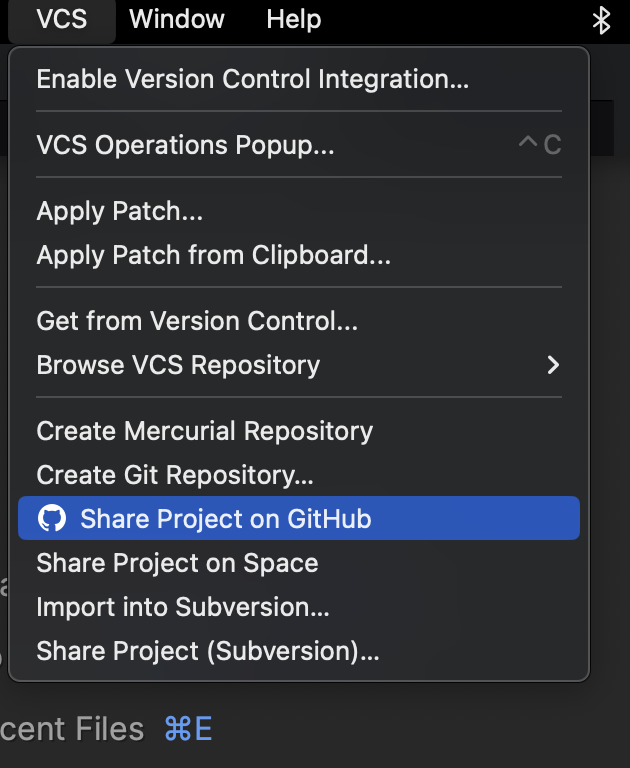 VCS Window Help
Enable Version Control Integration...
VCS Operations Popup... ^C
Apply Patch...
Apply Patch from Clipboard...
Get from Version Control...
Browse VCS Repository
Create Mercurial Repository
Create Git Repository...
Share Project on GitHub
Share Project on Space
Import into Subversion...
Share Project (Subversion)...
cent Files ⌘E